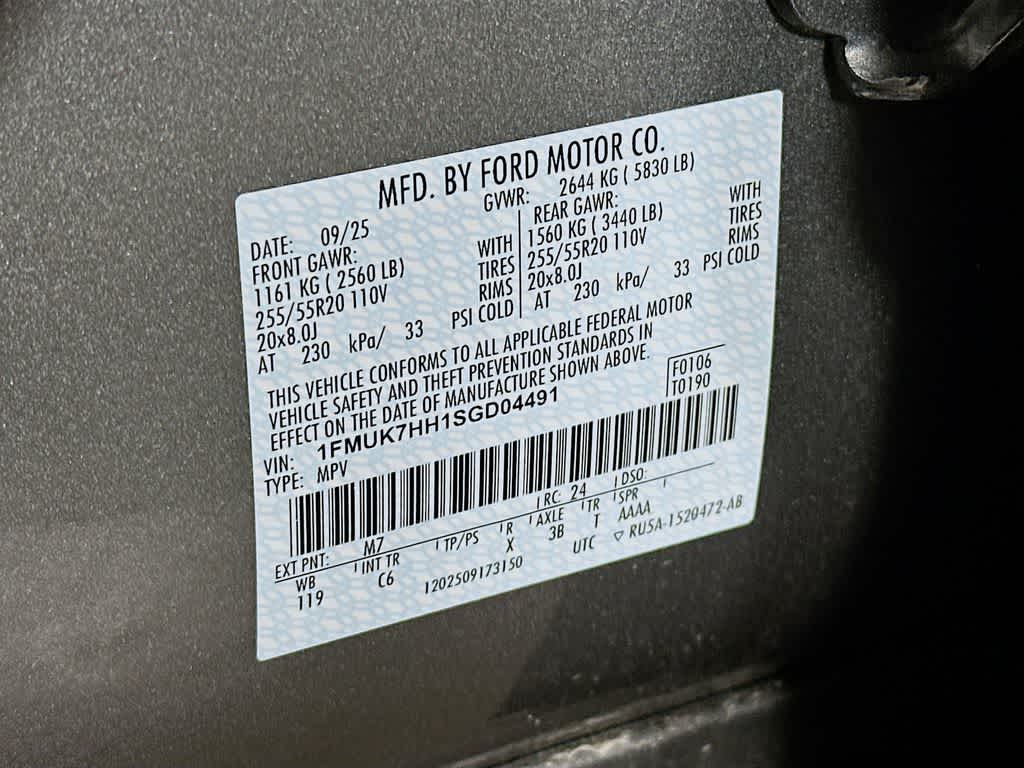 MFD. BY FORD MOTOR CO.
DATE: 09/25 GVWR: 2644 KG ( 5830 LB)
FRONT GAWR: WITH REAR GAWR: WITH
1161 KG ( 2560 LB) TIRES 1560 KG ( 3440 LB) TIRES
255/55R20 110V RIMS 255/55R20 110V RIMS
20x8.0J 20x8.0J
AT 230 kPa/ 33 PSI COLD AT 230 kPa/ 33 PSI COLD
THIS VEHICLE CONFORMS TO ALL APPLICABLE FEDERAL MOTOR
VEHICLE SAFETY AND THEFT PREVENTION STANDARDS IN
EFFECT ON THE DATE OF MANUFACTURE SHOWN ABOVE.
F0106
T0190
VIN: 1FMUK7HH1SGD04491
TYPE: MPV
EXT PNT: M7 RC: 24 DSO:
WB INT TR TP/PS R AXLE TR SPR
119 C6 X 3B T AAAA
1202509173150 UTC ▽ RU5A-1520472-AB